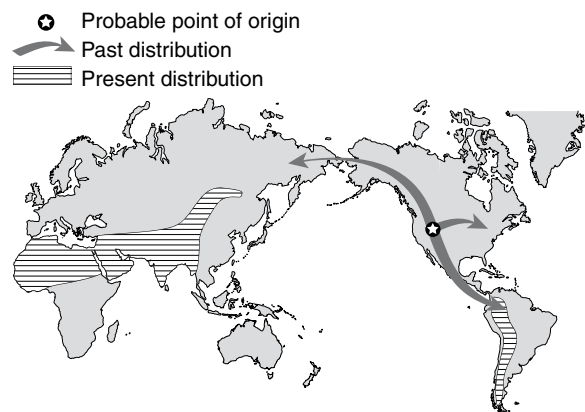 Probable point of origin
Past distribution
Present distribution